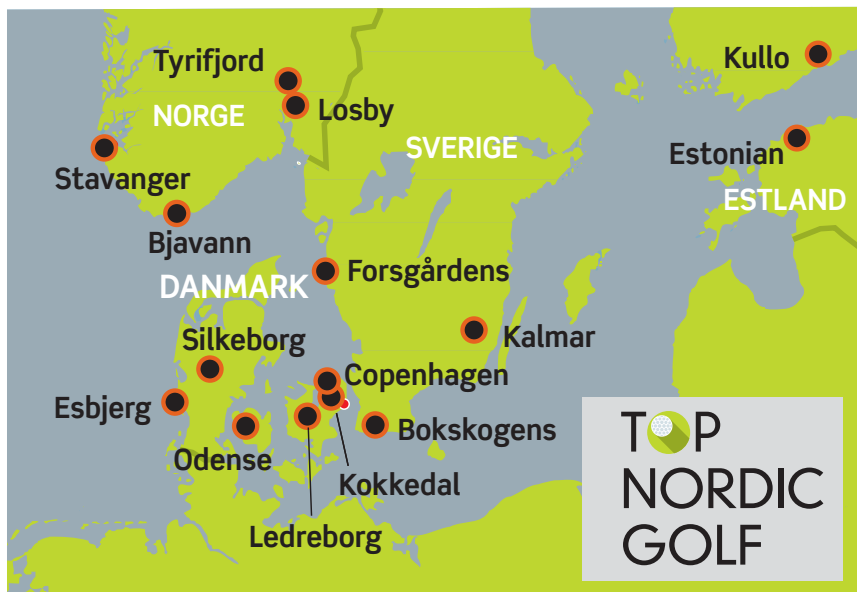 Tyrifjord
Kullo
NORGE
Losby
SVERIGE
Estonian
Stavanger
ESTLAND
Bjavann
DANMARK
Forsgårdens
Silkeborg
Kalmar
Copenhagen
Esbjerg
Bokskogens
Odense
Kokkedal
Ledreborg
TOP
NORDIC
GOLF